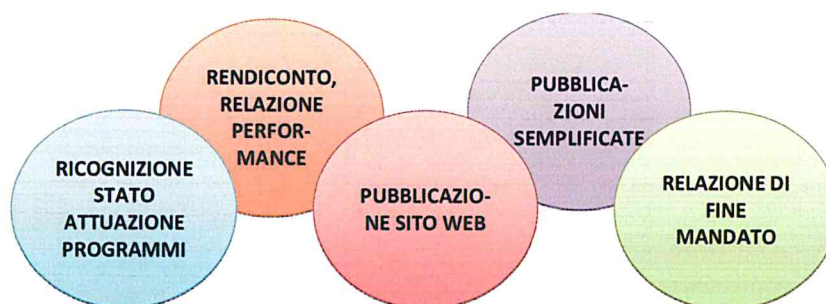 RICOGNIZIONE
STATO
ATTUAZIONE
PROGRAMMI
RENDICONTO,
RELAZIONE
PERFOR-
MANCE
PUBBLICAZIO-
NE SITO WEB
PUBBLICA-
ZIONI
SEMPLIFICATE
RELAZIONE DI
FINE
MANDATO